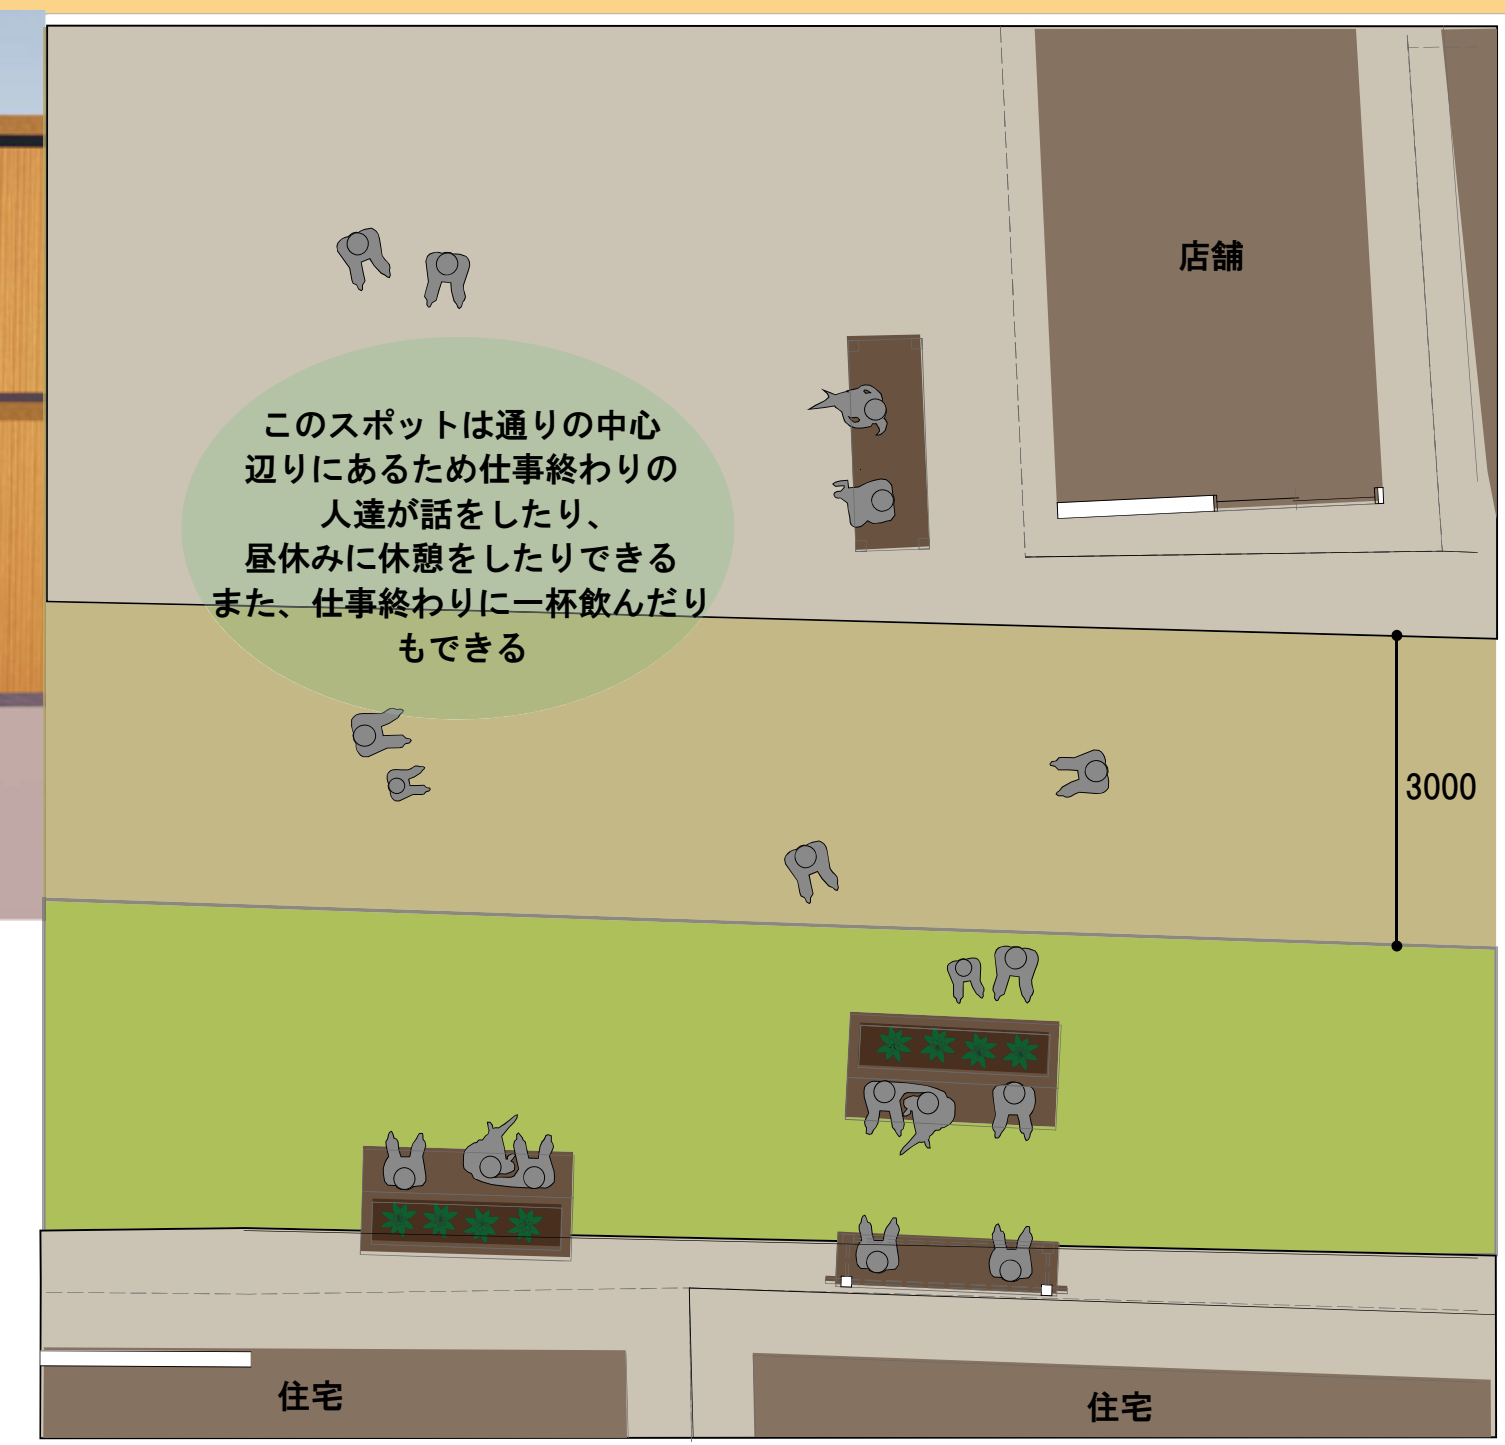 店舗
このスポットは通りの中心
辺りにあるため仕事終わりの
人達が話をしたり、
昼休みに休憩をしたりできる
また、仕事終わりに一杯飲んだり
もできる
3000
住宅
住宅